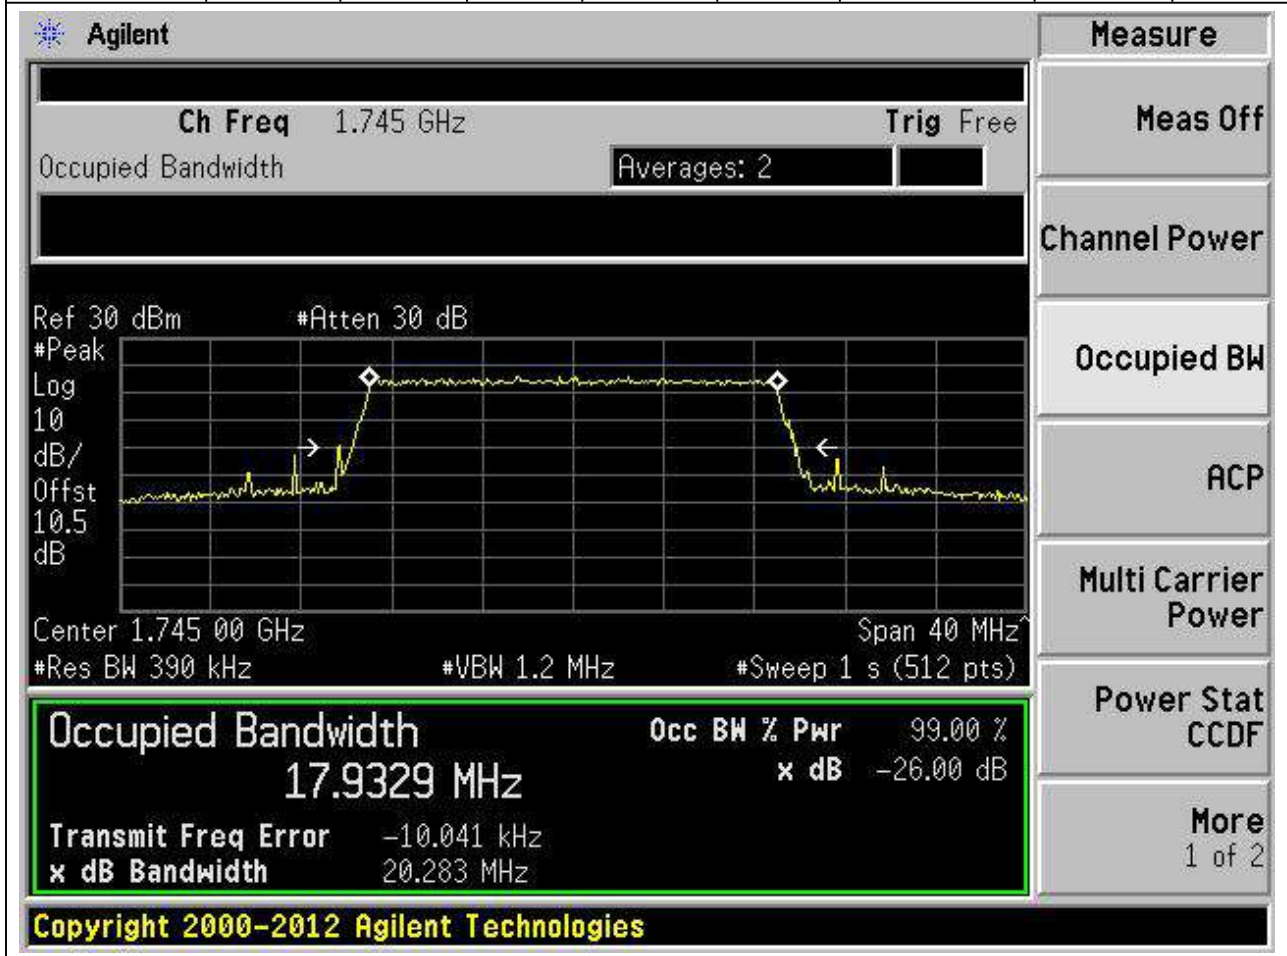 Agilent
Measure
Ch Freq 1.745 GHz Trig Free
Meas Off
Occupied Bandwidth Averages: 2
Channel Power
Ref 30 dBm #Atten 30 dB
#Peak
Log
10
dB/
Offst
10.5
dB
Occupied BW
ACP
Center 1.745 00 GHz Span 40 MHz^
#Res BW 390 kHz #VBW 1.2 MHz #Sweep 1 s (512 pts)
Multi Carrier
Power
Occupied Bandwidth Occ BW % Pwr 99.00 %
17.9329 MHz x dB -26.00 dB
Transmit Freq Error -10.041 kHz
x dB Bandwidth 20.283 MHz
Power Stat
CCDF
More
1 of 2
Copyright 2000-2012 Agilent Technologies